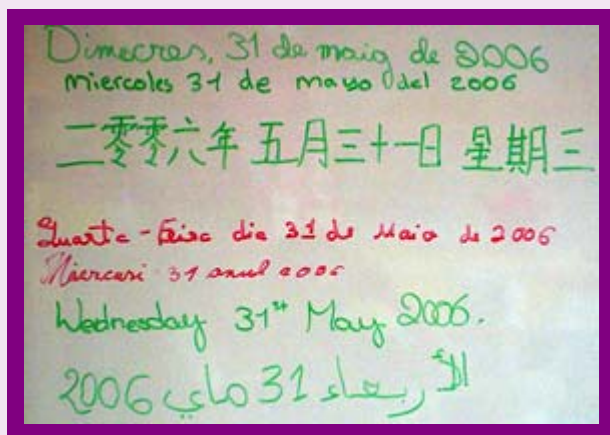 Dimecres, 31 de maig de 2006
miercoles 31 de mayo del 2006
二零零六年 五月三十一日 星期三
Quarta-feira dia 31 de Maio de 2006
Miercuri 31 anul 2006
Wednesday 31st May 2006.
الأربعاء 31 ماي 2006